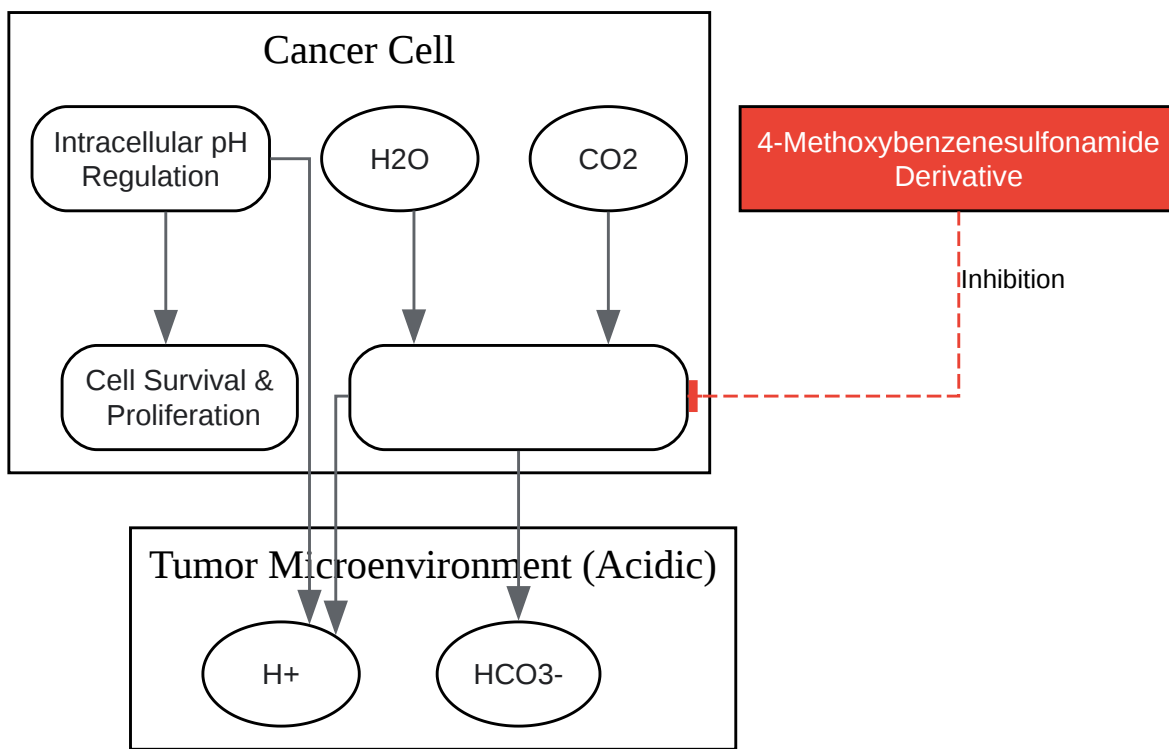 Cancer Cell
Intracellular pH
Regulation
H2O
CO2
4-Methoxybenzenesulfonamide
Derivative
Inhibition
Cell Survival &
Proliferation
Tumor Microenvironment (Acidic)
H+
HCO3-